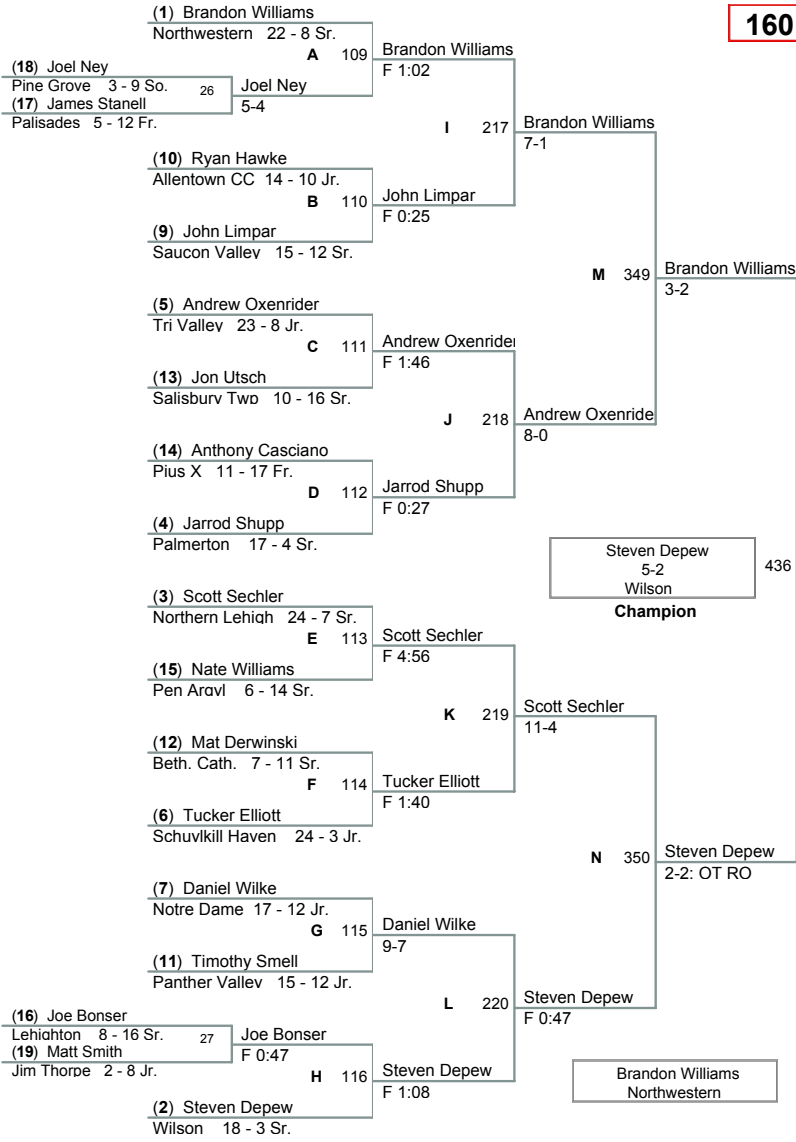 160
(1) Brandon Williams
Northwestern 22 - 8 Sr.
A 109
Brandon Williams
F 1:02
(18) Joel Ney
Pine Grove 3 - 9 So.
26
Joel Ney
5-4
(17) James Stanell
Palisades 5 - 12 Fr.
I 217
Brandon Williams
7-1
(10) Ryan Hawke
Allentown CC 14 - 10 Jr.
B 110
John Limpar
F 0:25
(9) John Limpar
Saucon Valley 15 - 12 Sr.
M 349
Brandon Williams
3-2
(5) Andrew Oxenrider
Tri Valley 23 - 8 Jr.
C 111
Andrew Oxenrider
F 1:46
(13) Jon Utsch
Salisbury Twp 10 - 16 Sr.
J 218
Andrew Oxenride
8-0
(14) Anthony Casciano
Pius X 11 - 17 Fr.
D 112
Jarrod Shupp
F 0:27
(4) Jarrod Shupp
Palmerton 17 - 4 Sr.
Steven Depew
5-2
Wilson
436
Champion
(3) Scott Sechler
Northern Lehigh 24 - 7 Sr.
E 113
Scott Sechler
F 4:56
(15) Nate Williams
Pen Argyl 6 - 14 Sr.
K 219
Scott Sechler
11-4
(12) Mat Derwinski
Beth. Cath. 7 - 11 Sr.
F 114
Tucker Elliott
F 1:40
(6) Tucker Elliott
Schuylkill Haven 24 - 3 Jr.
N 350
Steven Depew
2-2: OT RO
(7) Daniel Wilke
Notre Dame 17 - 12 Jr.
G 115
Daniel Wilke
9-7
(11) Timothy Smell
Panther Valley 15 - 12 Jr.
L 220
Steven Depew
F 0:47
(16) Joe Bonser
Lehighton 8 - 16 Sr.
27
Joe Bonser
F 0:47
(19) Matt Smith
Jim Thorpe 2 - 8 Jr.
H 116
Steven Depew
F 1:08
(2) Steven Depew
Wilson 18 - 3 Sr.
Brandon Williams
Northwestern